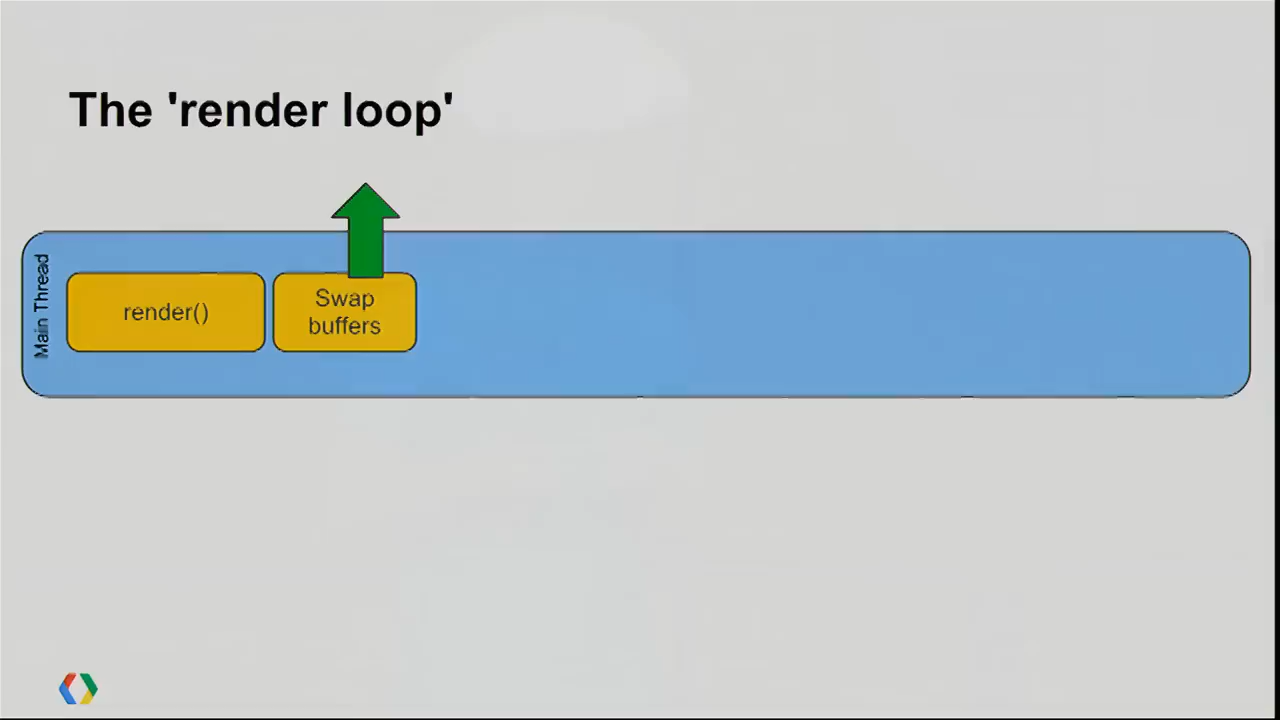 The 'render loop'
Main Thread
render()
Swap
buffers